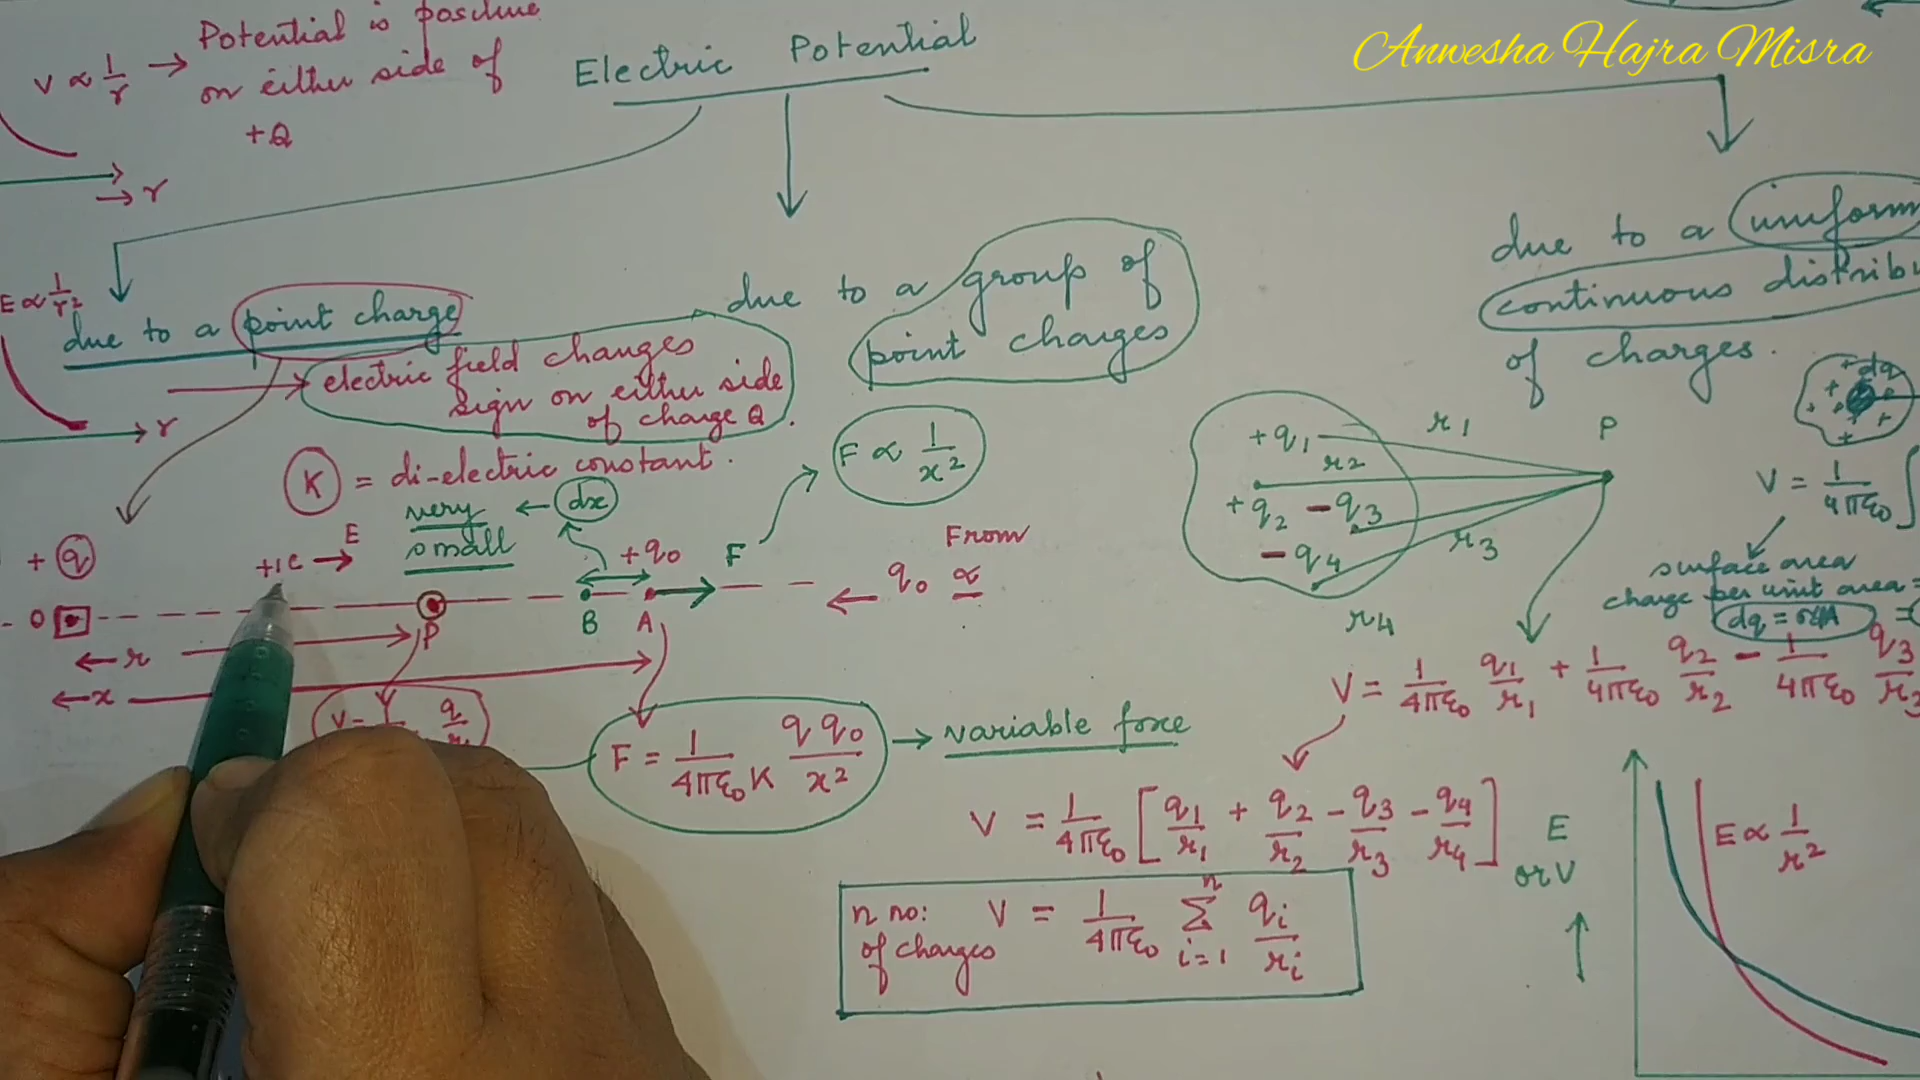 Anwesha Hajra Misra
V ∝ 1/r → Potential is positive
on either side of
+Q
→ r
Electric Potential
E ∝ 1/r²
→ r
due to a point charge
electric field changes
sign on either side
of charge Q.
K = di-electric constant.
very small ← dx
+q
+1C → E
+q₀
F
F ∝ 1/x²
From
← q₀ ∝
O
P
B
A
← r
← x
F = 1/4πε₀K qq₀/x² → variable force
due to a group of
point charges
+q₁
r₁
r₂
+q₂
-q₃
-q₄
r₃
r₄
P
V = 1/4πε₀ q₁/r₁ + 1/4πε₀ q₂/r₂ - 1/4πε₀ q₃/r₃
V = 1/4πε₀ [q₁/r₁ + q₂/r₂ - q₃/r₃ - q₄/r₄]
n no: of charges V = 1/4πε₀ Σ i=1 n qᵢ/rᵢ
due to a uniform
continuous
of charges.
+ dq
+ + + + +
V = 1/4πε₀ ∫
surface area
charge per unit area =
dq = σdA =
E
or V
E ∝ 1/r²